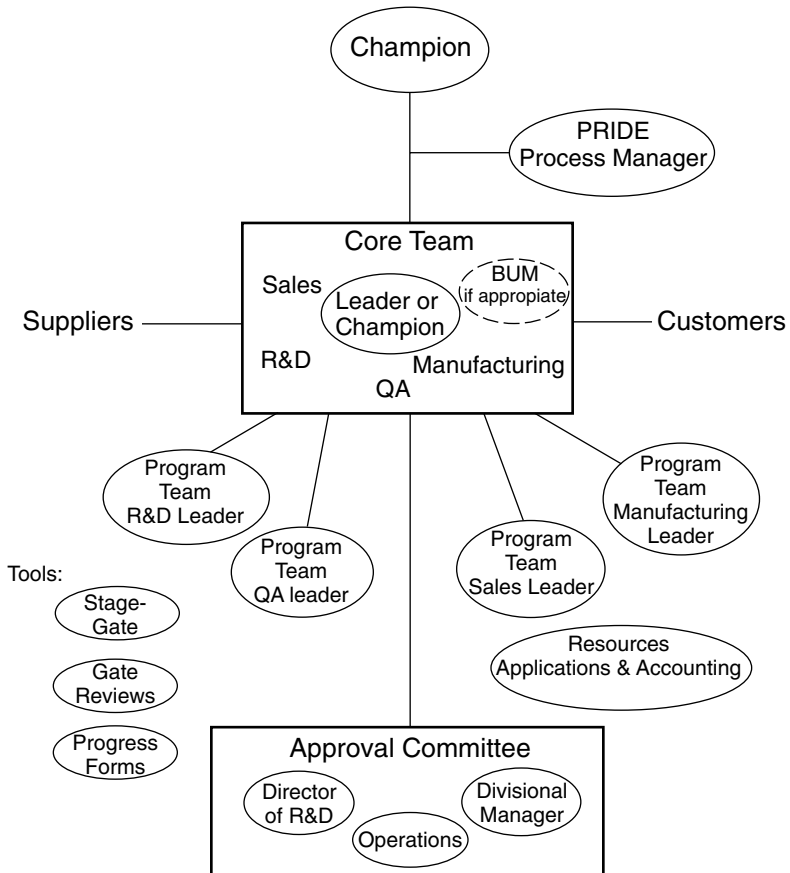 Champion
PRIDE
Process Manager
Core Team
Sales
BUM
if appropiate
Leader or
Champion
Suppliers
Customers
R&D
Manufacturing
QA
Program
Team
R&D Leader
Program
Team
Manufacturing
Leader
Program
Team
QA leader
Program
Team
Sales Leader
Tools:
Stage-
Gate
Resources
Applications & Accounting
Gate
Reviews
Progress
Forms
Approval Committee
Director
of R&D
Divisional
Manager
Operations